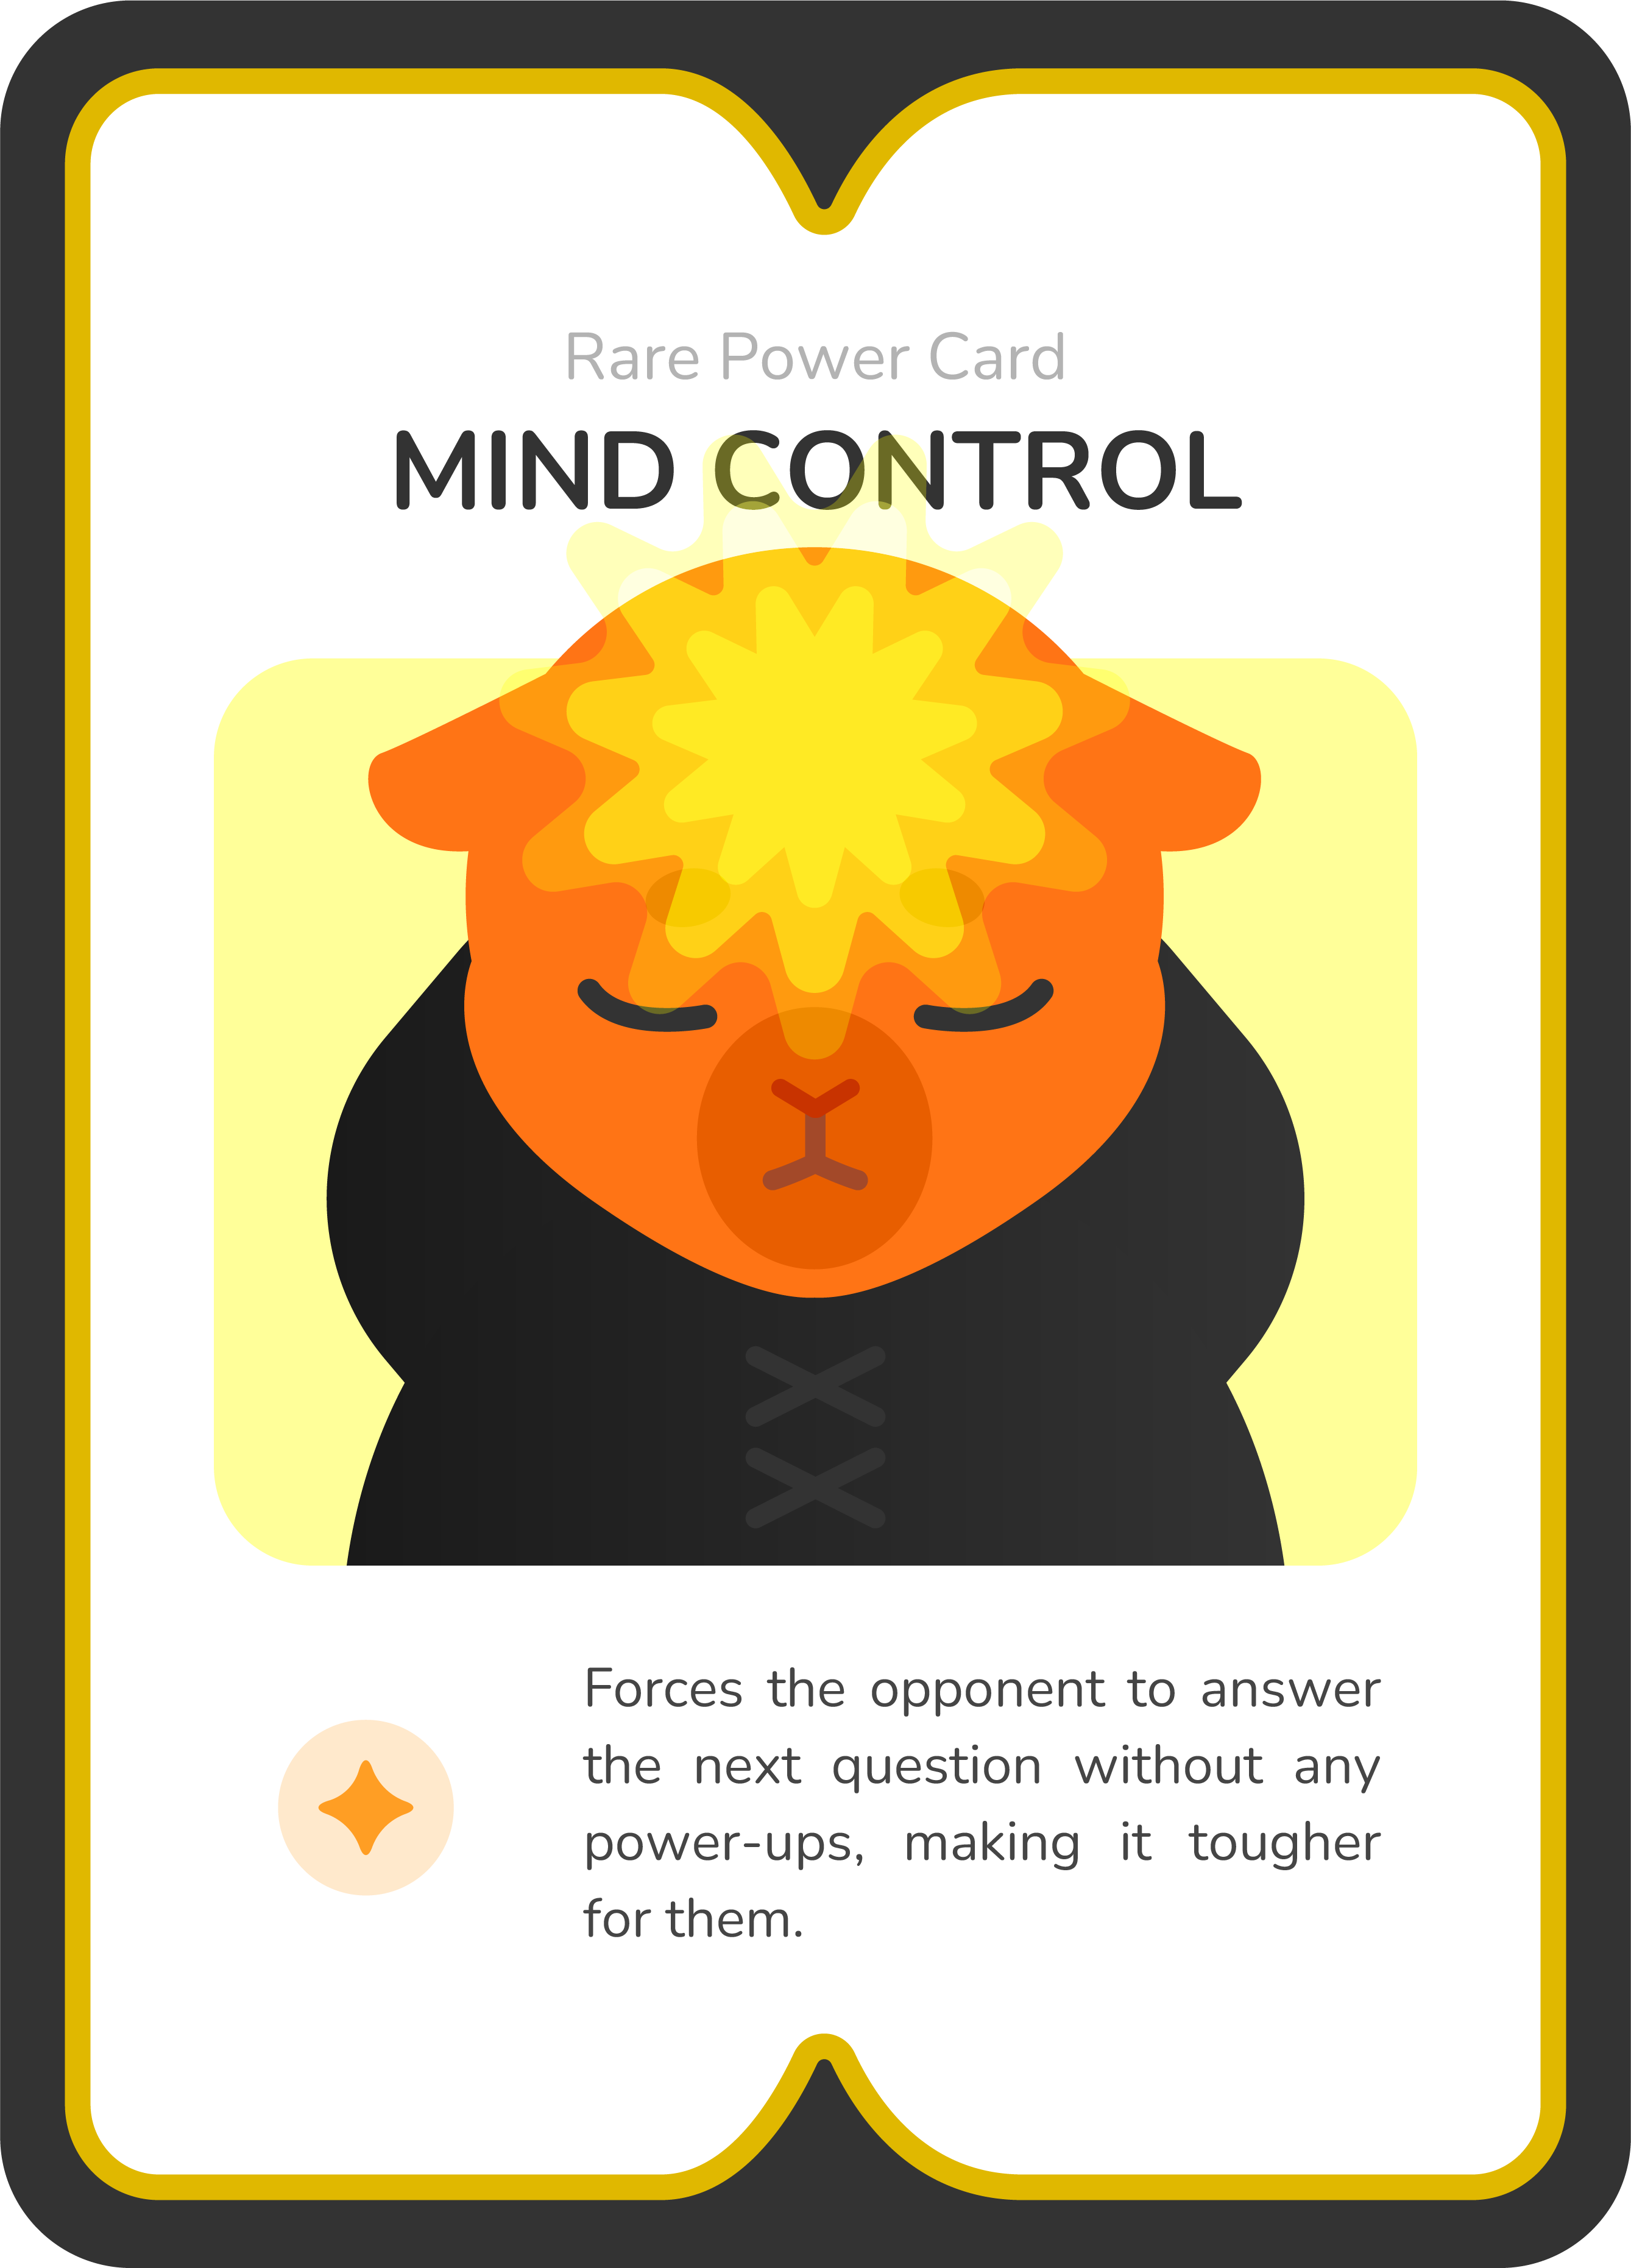 Rare Power Card
MIND CONTROL
Forces the opponent to answer
the next question without any
power-ups, making it tougher
for them.